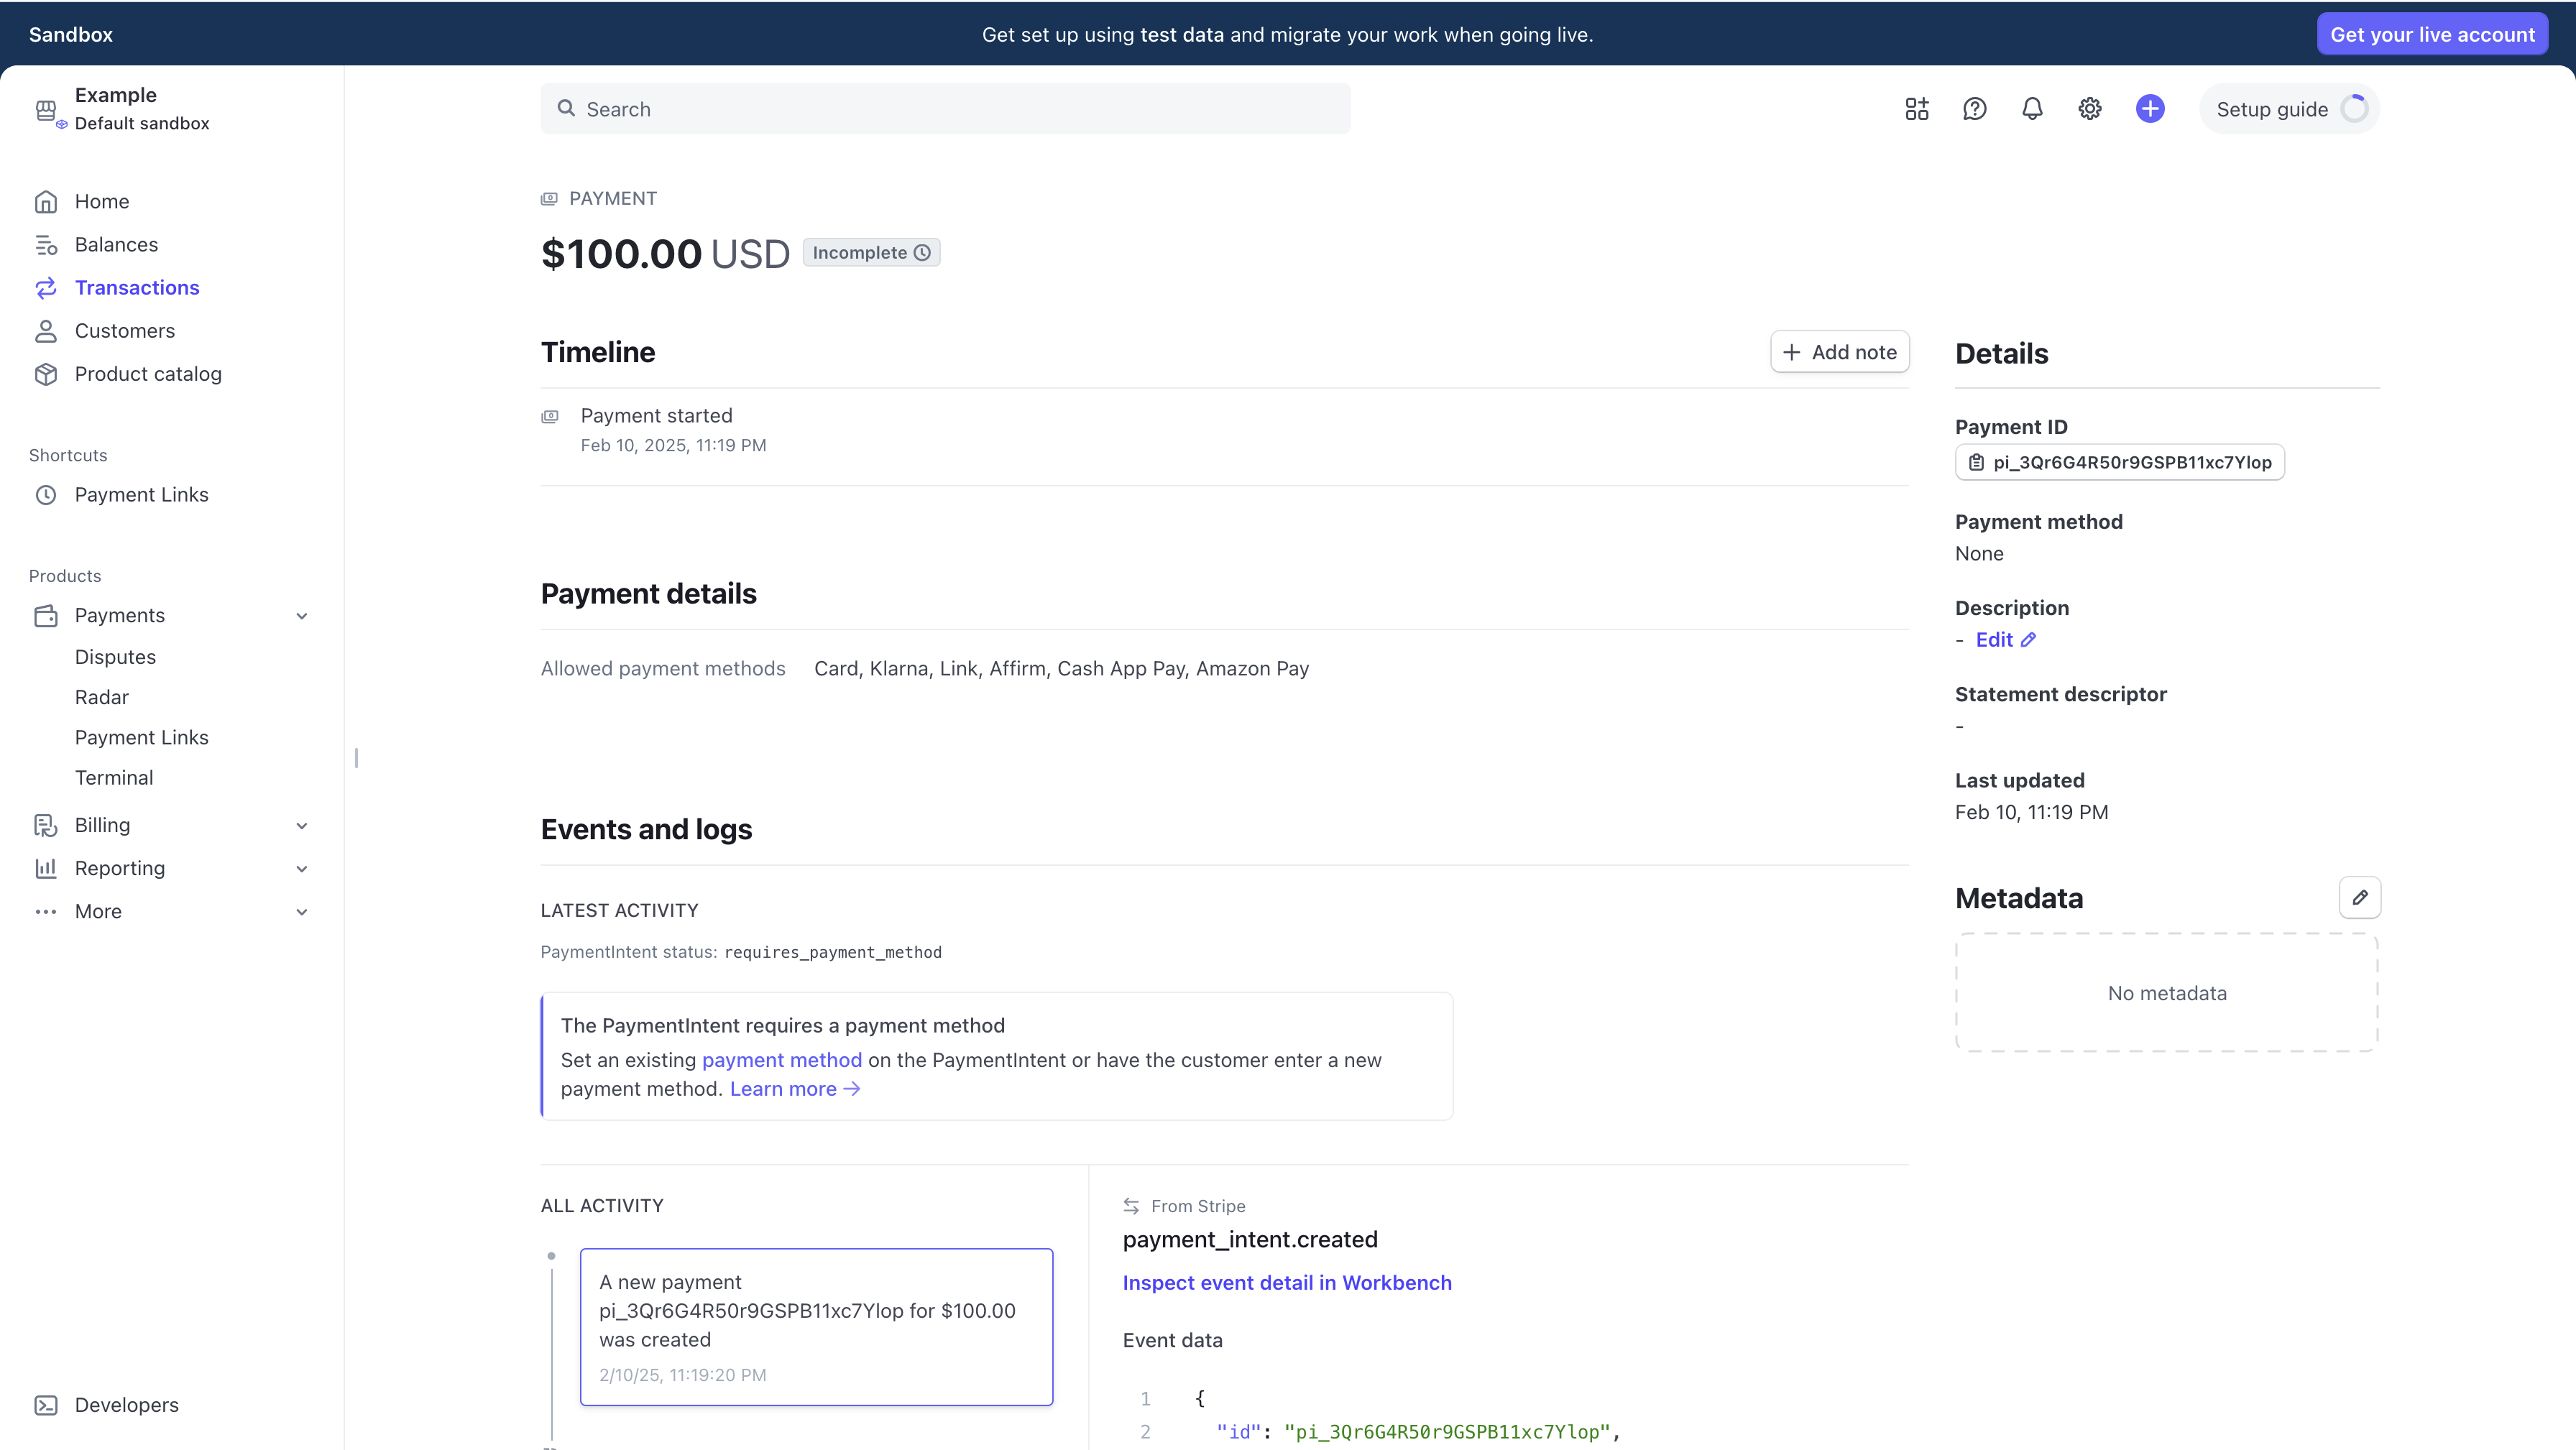 Sandbox
Get set up using test data and migrate your work when going live.
Get your live account
Example
Default sandbox
Home
Balances
Transactions
Customers
Product catalog
Shortcuts
Payment Links
Products
Payments
Disputes
Radar
Payment Links
Terminal
Billing
Reporting
More
Developers
Search
Setup guide
PAYMENT
$100.00 USD Incomplete
Timeline
Add note
Payment started
Feb 10, 2025, 11:19 PM
Payment details
Allowed payment methods Card, Klarna, Link, Affirm, Cash App Pay, Amazon Pay
Events and logs
LATEST ACTIVITY
PaymentIntent status: requires_payment_method
The PaymentIntent requires a payment method
Set an existing payment method on the PaymentIntent or have the customer enter a new
payment method. Learn more →
ALL ACTIVITY
A new payment
pi_3Qr6G4R50r9GSPB11xc7Ylop for $100.00
was created
2/10/25, 11:19:20 PM
From Stripe
payment_intent.created
Inspect event detail in Workbench
Event data
1 {
2 "id": "pi_3Qr6G4R50r9GSPB11xc7Ylop",
Details
Payment ID
pi_3Qr6G4R50r9GSPB11xc7Ylop
Payment method
None
Description
- Edit
Statement descriptor
-
Last updated
Feb 10, 11:19 PM
Metadata
No metadata